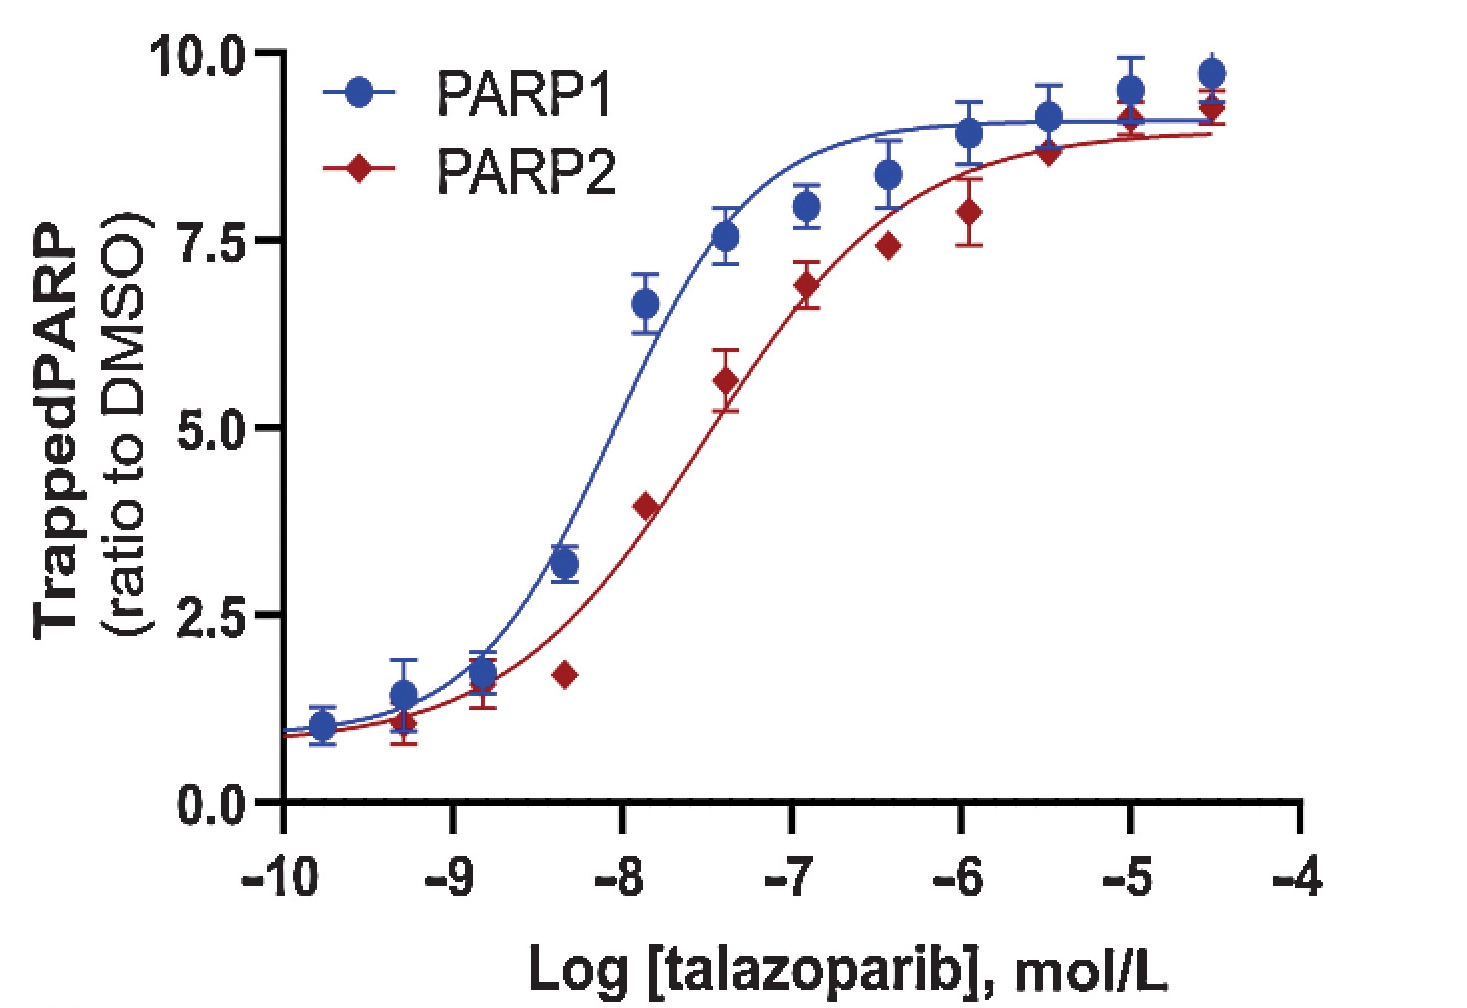 PARP1
PARP2
TrappedPARP
(ratio to DMSO)
10.0
7.5
5.0
2.5
0.0
–10
–9
–8
–7
–6
–5
–4
Log [talazoparib], mol/L